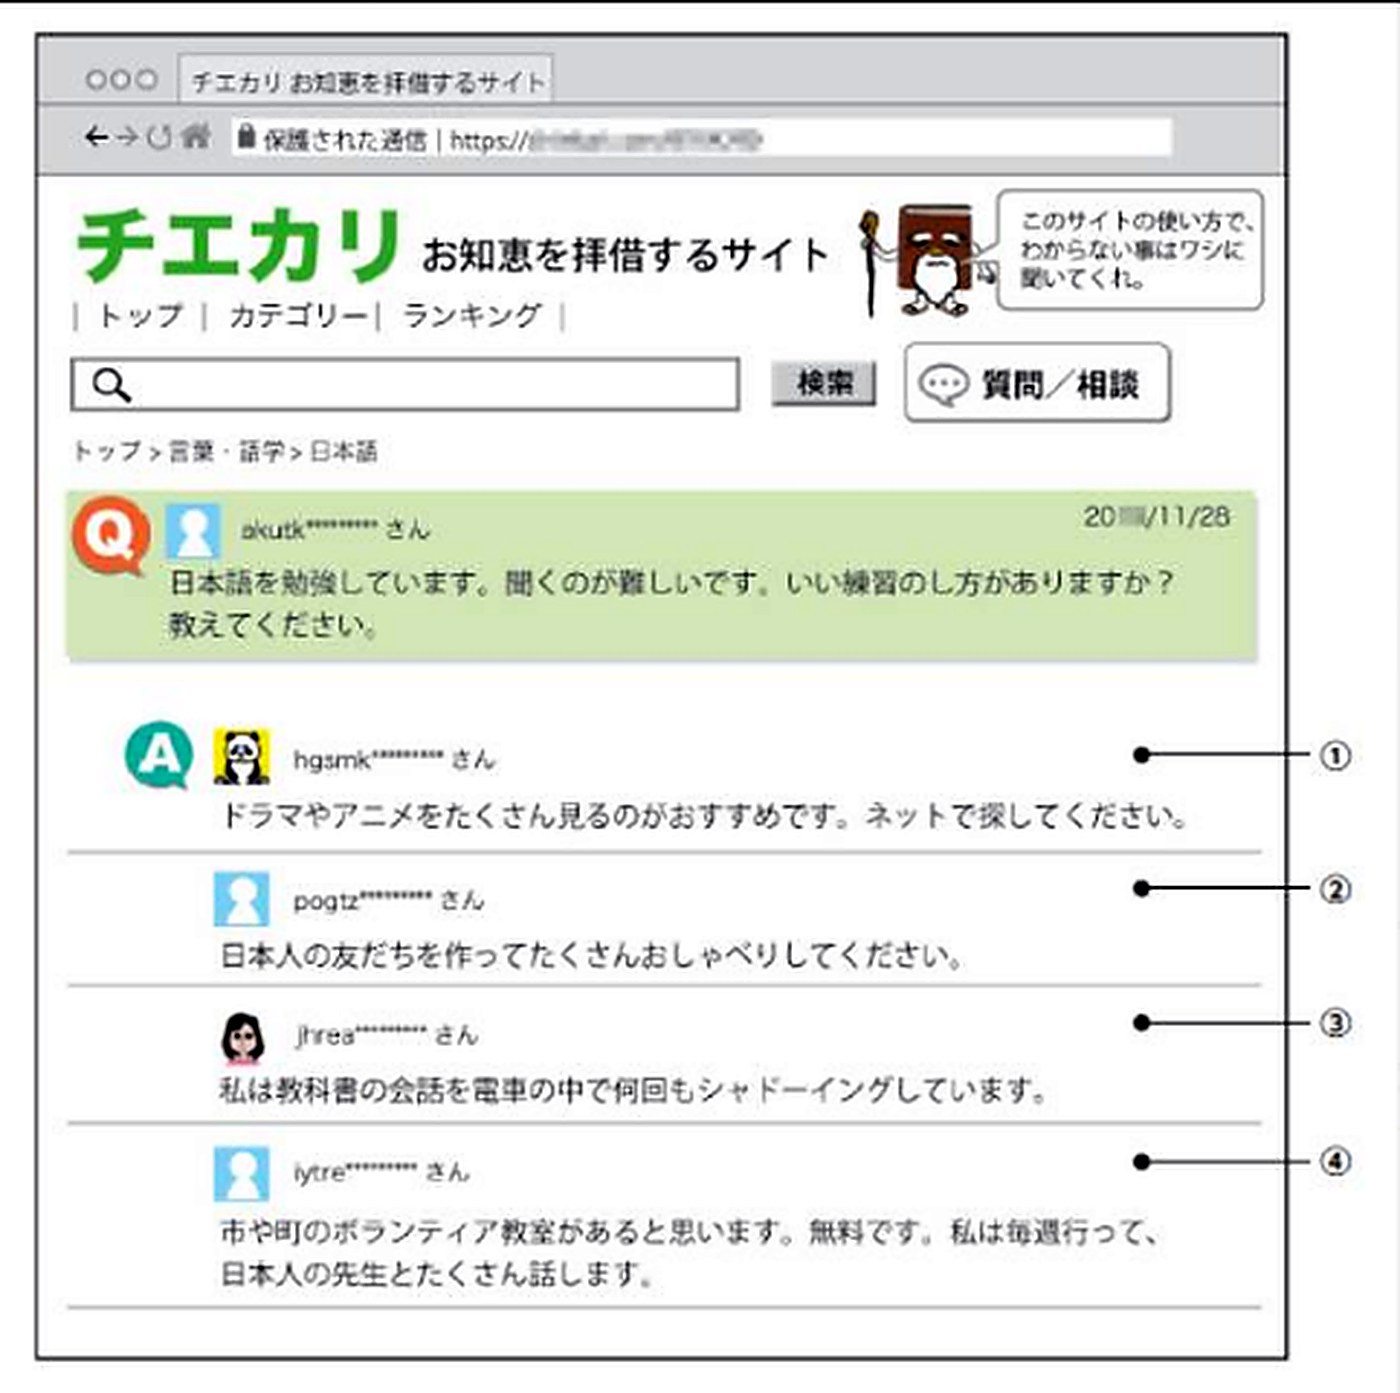 チエカリ お知恵を拝借するサイト
保護された通信 | https://
チエカリ お知恵を拝借するサイト
このサイトの使い方で、
わからない事はワシに
聞いてくれ。
| トップ | カテゴリー | ランキング |
検索
質問／相談
トップ > 言葉・語学 > 日本語
Q
akutk********* さん
20 /11/28
日本語を勉強しています。聞くのが難しいです。いい練習のし方がありますか？
教えてください。
A
hgsmk********* さん
①
ドラマやアニメをたくさん見るのがおすすめです。ネットで探してください。
pogtz********* さん
②
日本人の友だちを作ってたくさんおしゃべりしてください。
jhrea********* さん
③
私は教科書の会話を電車の中で何回もシャドーイングしています。
iytre********* さん
④
市や町のボランティア教室があると思います。無料です。私は毎週行って、
日本人の先生とたくさん話します。